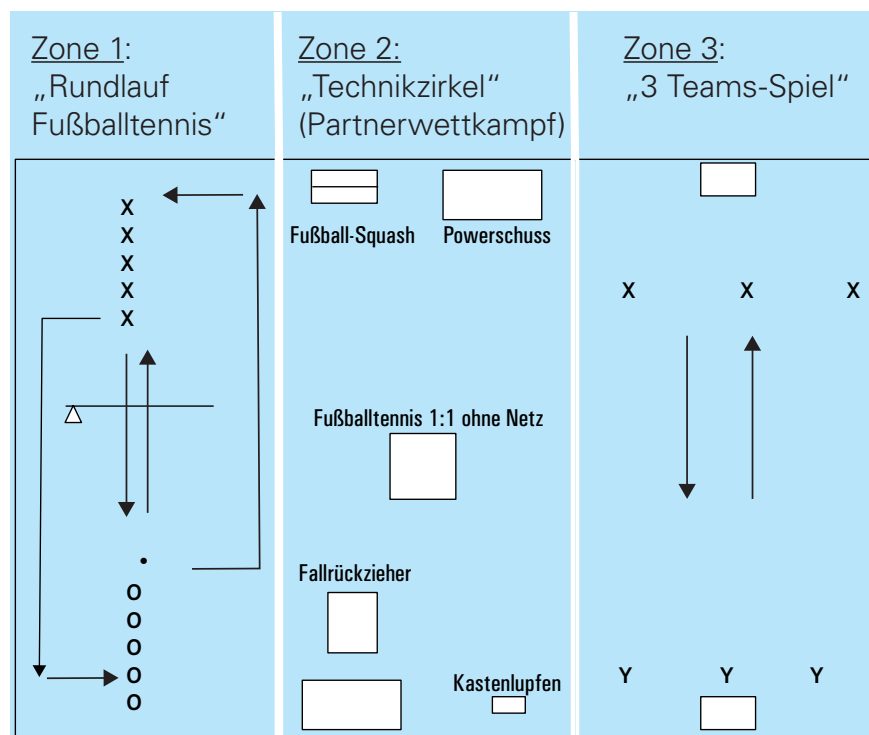 Zone 1:
„Rundlauf
Fußballtennis“
X
X
X
X
X
O
O
O
O
O
Zone 2:
„Technikzirkel“
(Partnerwettkampf)
Fußball-Squash Powerschuss
Fußballtennis 1:1 ohne Netz
Fallrückzieher
Kastenlupfen
Zone 3:
„3 Teams-Spiel“
X X X
Y Y Y